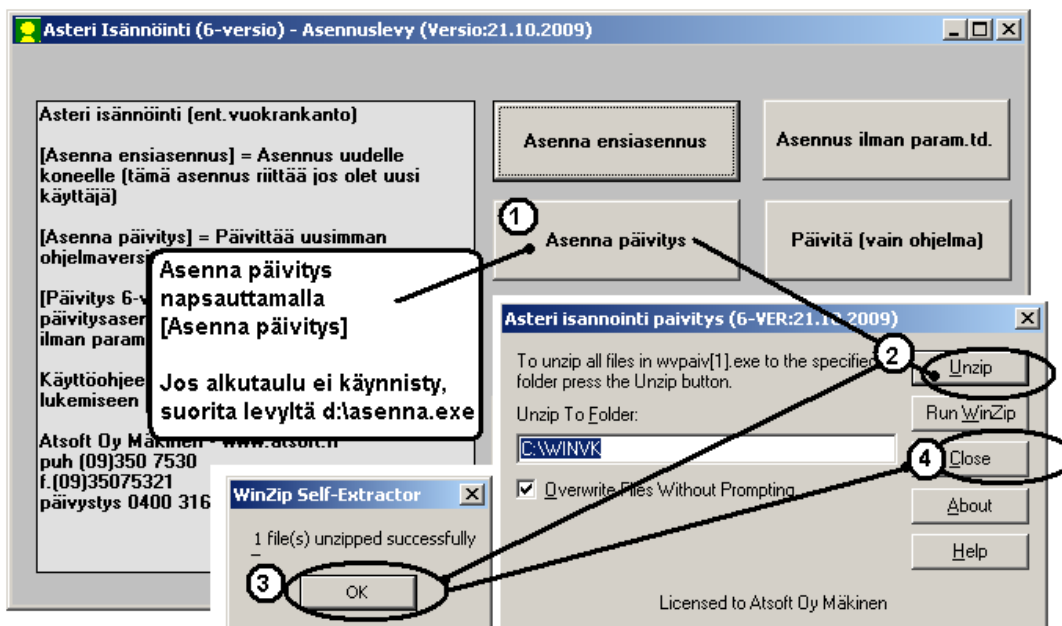 Asteri Isännöinti (6-versio) - Asennuslevy (Versio:21.10.2009)
Asteri isännöinti (ent.vuokrankanto)
[Asenna ensiasennus] = Asennus uudelle
koneelle (tämä asennus riittää jos olet uusi
käyttäjä)
[Asenna päivitys] = Päivittää uusimman
ohjelmaversi
[Päivitys 6-v
päivitysaser
ilman param
Käyttöohjee
lukemiseen
Atsoft Oy Mäkinen - www.atsoft.fi
puh (09)350 7530
f.(09)35075321
päivystys 0400 316
Asenna ensiasennus
Asennus ilman param.td.
1
Asenna päivitys
Päivitä (vain ohjelma)
Asenna päivitys
napsauttamalla
[Asenna päivitys]
Jos alkutaulu ei käynnisty,
suorita levyltä d:\asenna.exe
Asteri isannointi paivitys (6-VER:21.10.2009)
To unzip all files in wvpaiv[1].exe to the specified
folder press the Unzip button.
2
Unzip
Unzip To Folder:
Run WinZip
C:\WINVK
4
Close
Overwrite Files Without Prompting
About
Help
Licensed to Atsoft Oy Mäkinen
WinZip Self-Extractor
1 file(s) unzipped successfully
3
OK